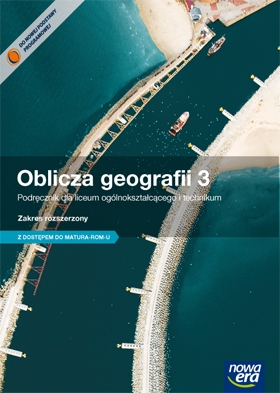 DO NOWEJ PODSTAWY
PROGRAMOWEJ
Oblicza geografii 3
Podręcznik dla liceum ogólnokształcącego i technikum
Zakres rozszerzony
Z DOSTĘPEM DO MATURA-ROM-U
nowa
era